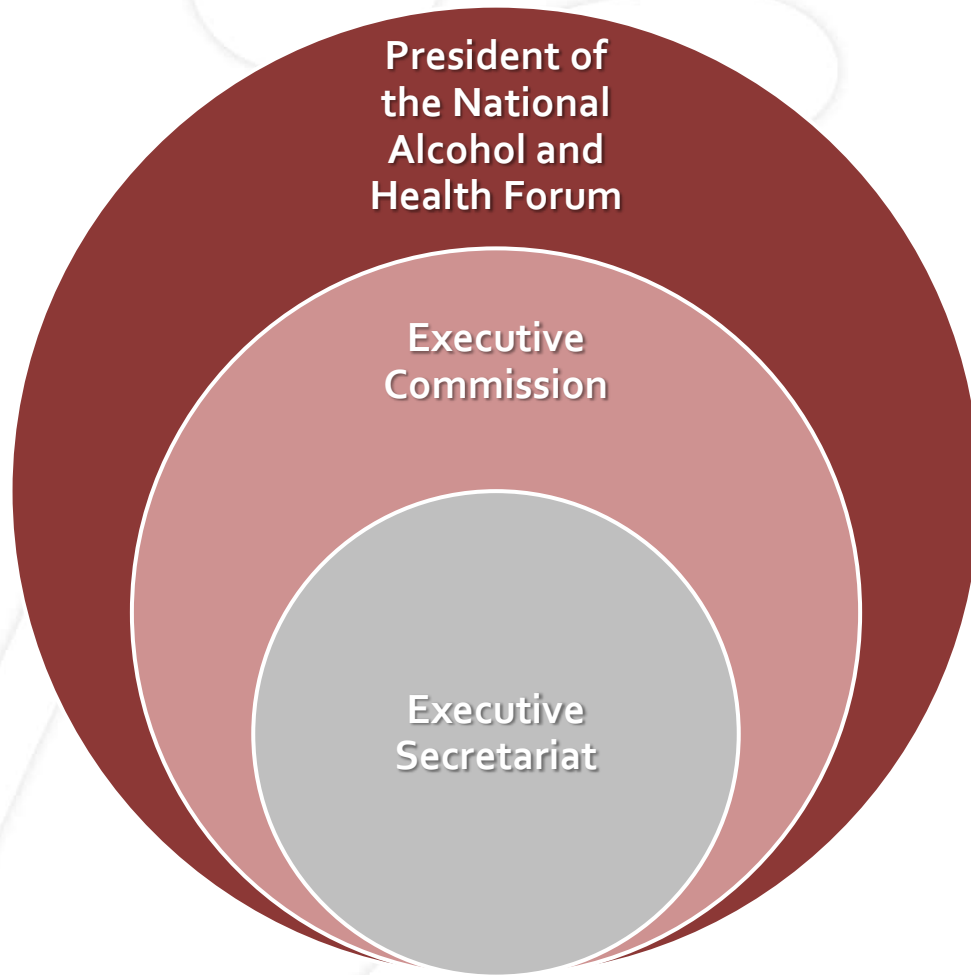 President of
the National
Alcohol and
Health Forum
Executive
Commission
Executive
Secretariat